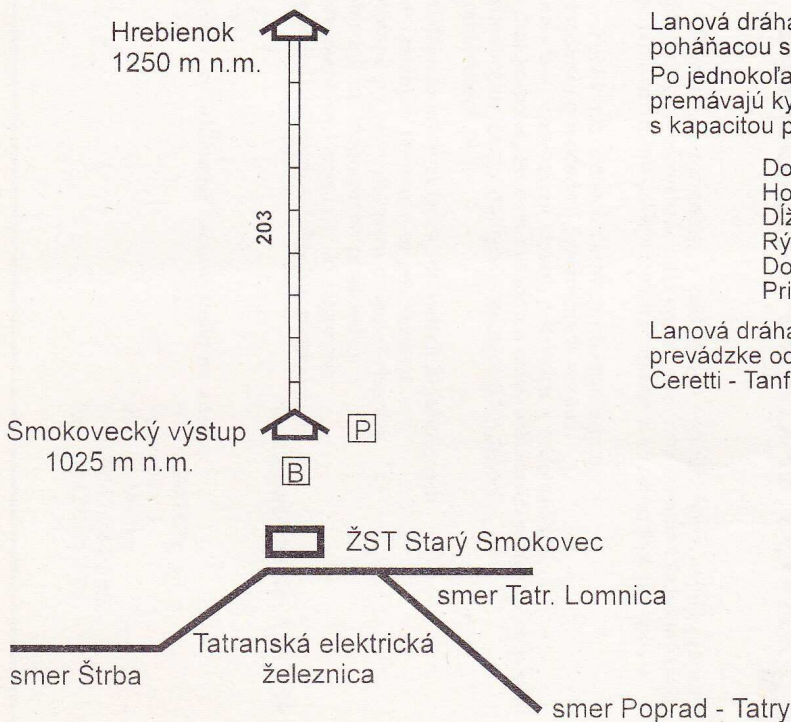 Hrebienok
1250 m n.m.
203
Smokovecký výstup
1025 m n.m.
P
B
ŽST Starý Smokovec
smer Tatr. Lomnica
Tatranská elektrická
železnica
smer Štrba
smer Poprad - Tatry
Lanová dráha
poháňacou s
Po jednokoľa
premávajú ky
s kapacitou p
Do
Ho
Dĺž
Rý
Do
Pri
Lanová dráha
prevádzke od
Ceretti - Tanf